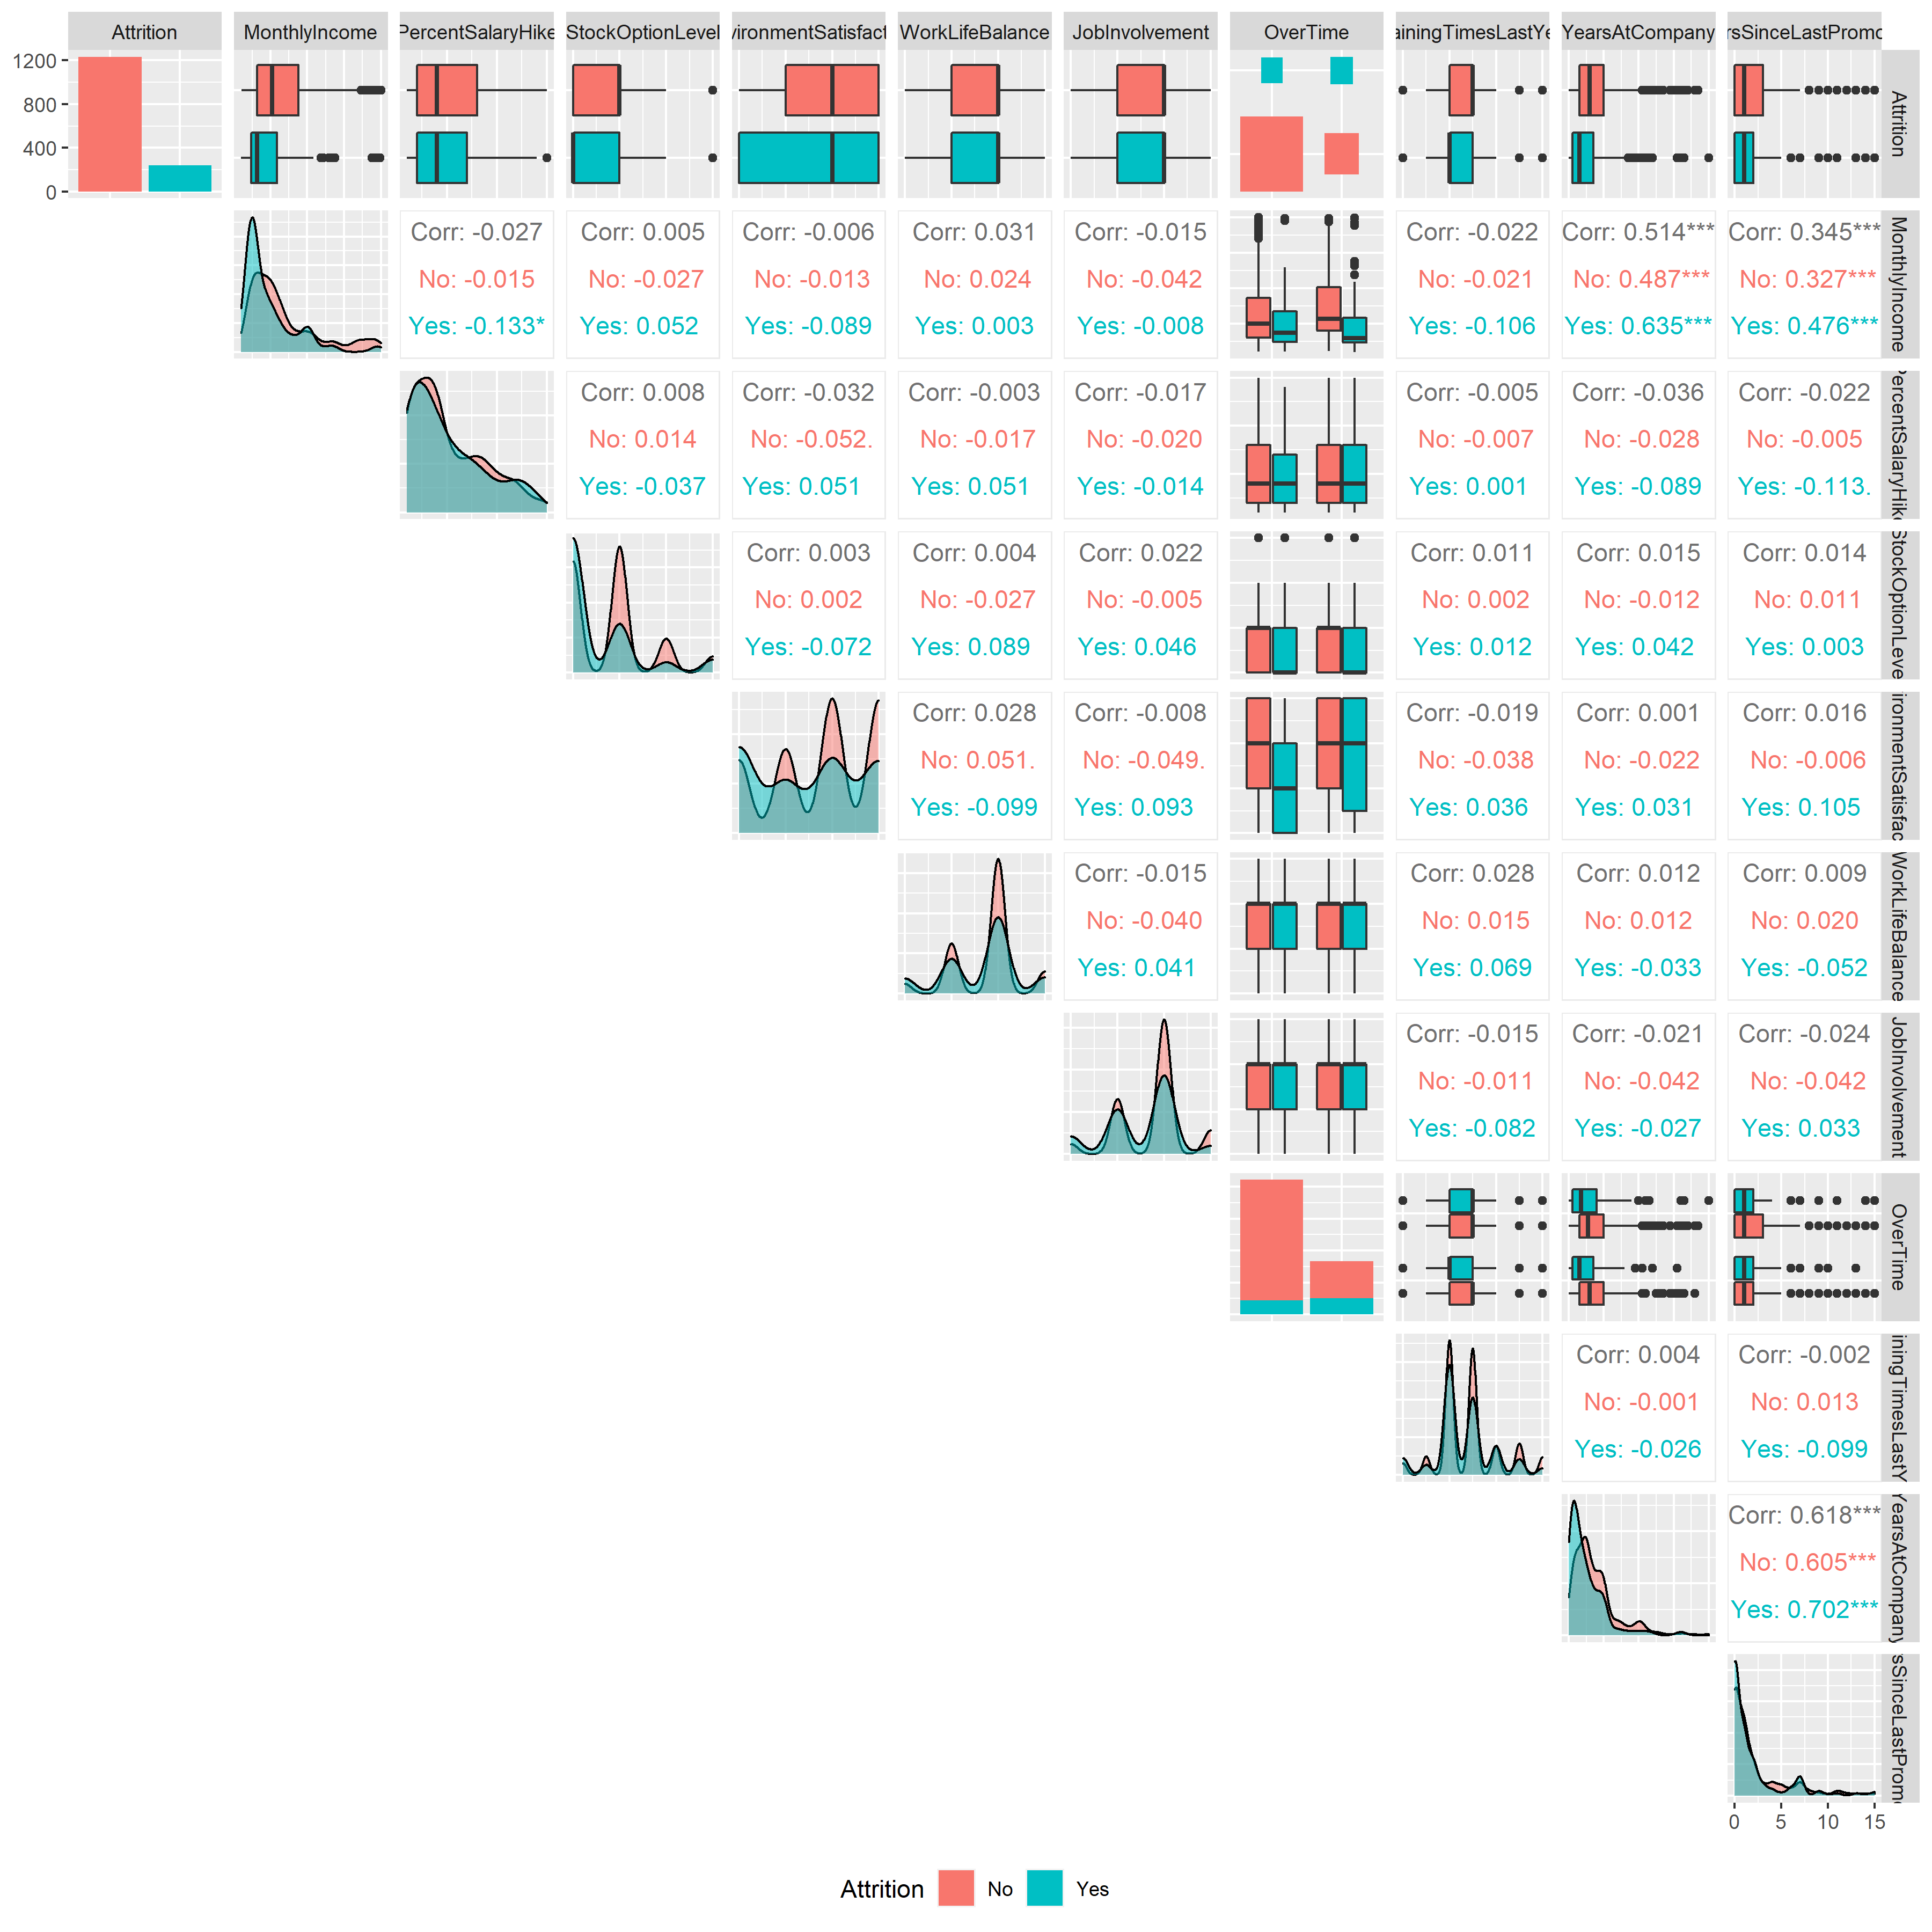 Attrition MonthlyIncome PercentSalaryHike StockOptionLevel vironmentSatisfact WorkLifeBalance JobInvolvement OverTime ainingTimesLastYe YearsAtCompany rsSinceLastPromo
1200
800
400
0
Attrition
Corr: -0.027 Corr: 0.005 Corr: -0.006 Corr: 0.031 Corr: -0.015 Corr: -0.022 Corr: 0.514*** Corr: 0.345***
No: -0.015 No: -0.027 No: -0.013 No: 0.024 No: -0.042 No: -0.021 No: 0.487*** No: 0.327***
Yes: -0.133* Yes: 0.052 Yes: -0.089 Yes: 0.003 Yes: -0.008 Yes: -0.106 Yes: 0.635*** Yes: 0.476***
MonthlyIncome
Corr: 0.008 Corr: -0.032 Corr: -0.003 Corr: -0.017 Corr: -0.005 Corr: -0.036 Corr: -0.022
No: 0.014 No: -0.052. No: -0.017 No: -0.020 No: -0.007 No: -0.028 No: -0.005
Yes: -0.037 Yes: 0.051 Yes: 0.051 Yes: -0.014 Yes: 0.001 Yes: -0.089 Yes: -0.113.
PercentSalaryHike
Corr: 0.003 Corr: 0.004 Corr: 0.022 Corr: 0.011 Corr: 0.015 Corr: 0.014
No: 0.002 No: -0.027 No: -0.005 No: 0.002 No: -0.012 No: 0.011
Yes: -0.072 Yes: 0.089 Yes: 0.046 Yes: 0.012 Yes: 0.042 Yes: 0.003
StockOptionLevel
Corr: 0.028 Corr: -0.008 Corr: -0.019 Corr: 0.001 Corr: 0.016
No: 0.051. No: -0.049. No: -0.038 No: -0.022 No: -0.006
Yes: -0.099 Yes: 0.093 Yes: 0.036 Yes: 0.031 Yes: 0.105
ironmentSatisfac
Corr: -0.015 Corr: 0.028 Corr: 0.012 Corr: 0.009
No: -0.040 No: 0.015 No: 0.012 No: 0.020
Yes: 0.041 Yes: 0.069 Yes: -0.033 Yes: -0.052
WorkLifeBalance
Corr: -0.015 Corr: -0.021 Corr: -0.024
No: -0.011 No: -0.042 No: -0.042
Yes: -0.082 Yes: -0.027 Yes: 0.033
JobInvolvement
OverTime
Corr: 0.004 Corr: -0.002
No: -0.001 No: 0.013
Yes: -0.026 Yes: -0.099
iningTimesLastY
Corr: 0.618***
No: 0.605***
Yes: 0.702***
YearsAtCompany
sSinceLastPromo
0 5 10 15
Attrition No Yes